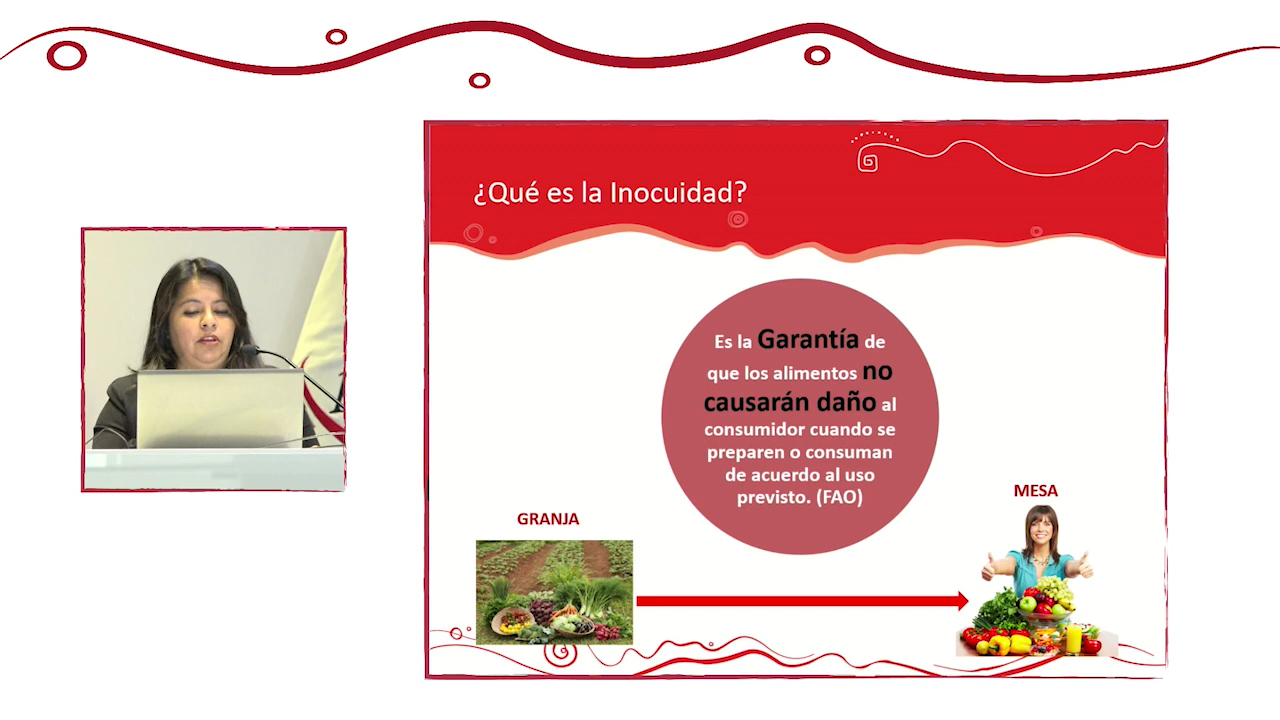 ¿Qué es la Inocuidad?
Es la Garantía de
que los alimentos no
causarán daño al
consumidor cuando se
preparen o consuman
de acuerdo al uso
previsto. (FAO)
MESA
GRANJA